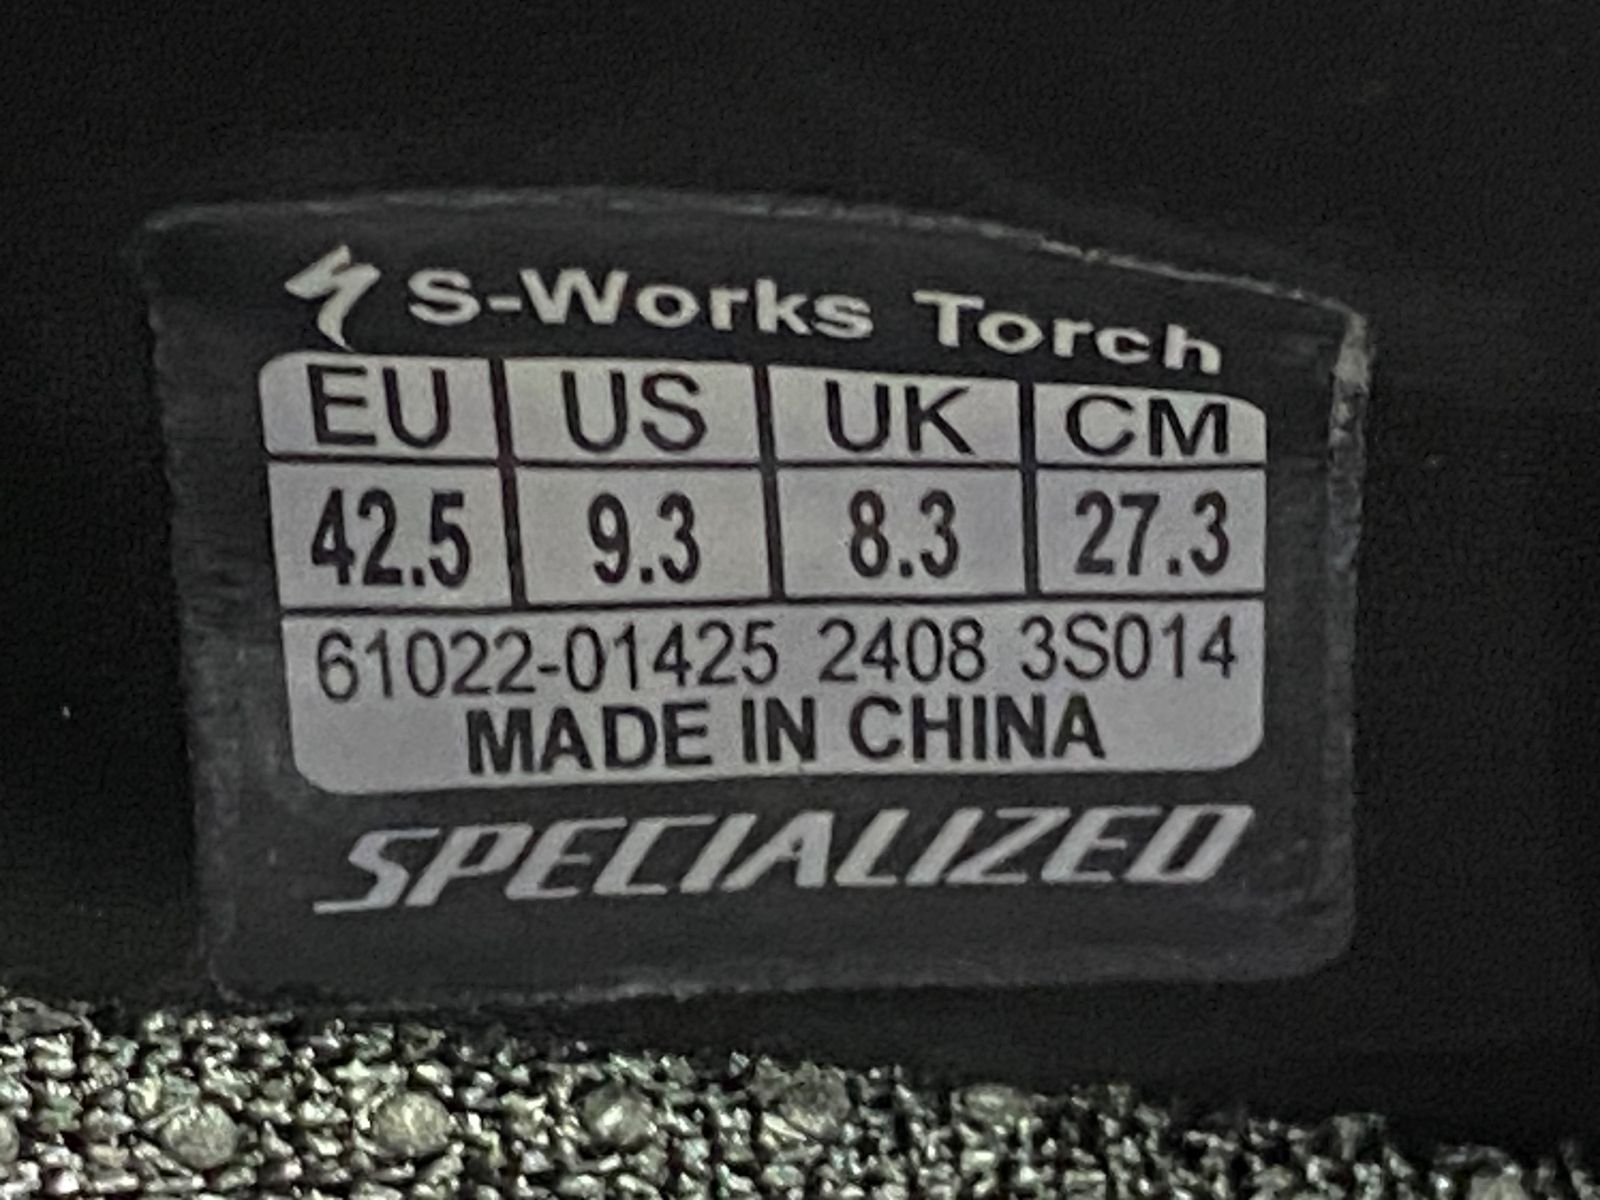 S-Works Torch
EU US UK CM
42.5 9.3 8.3 27.3
61022-01425 2408 3S014
MADE IN CHINA
SPECIALIZED